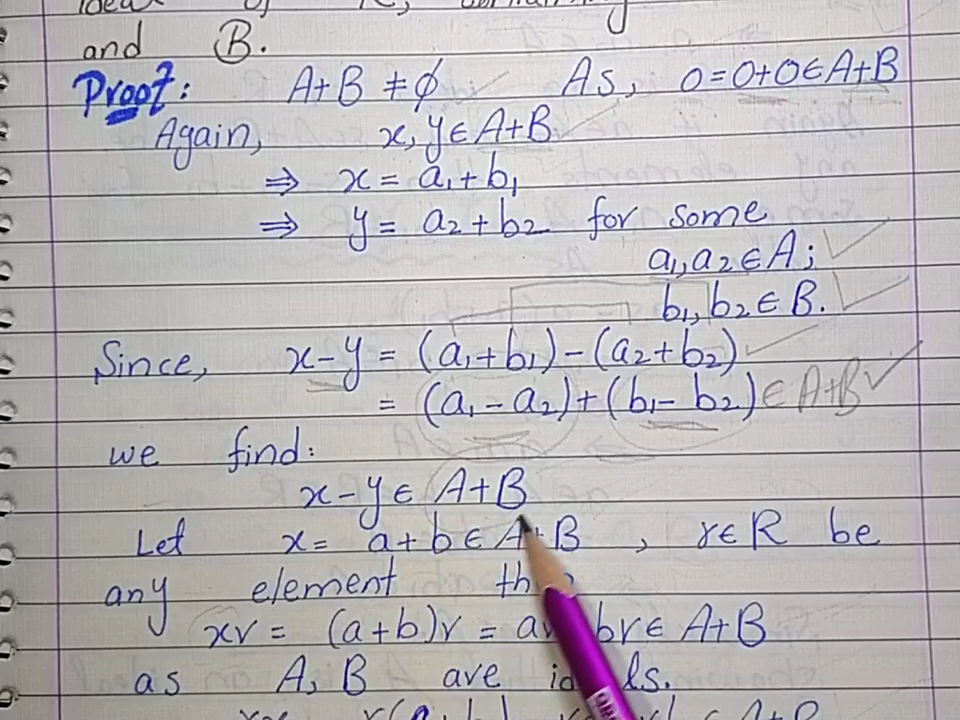 and B.
Proof: A+B ≠ φ As, 0=0+0∈A+B
Again, x,y∈A+B
⇒ x = a₁+b₁
⇒ y = a₂+b₂ for some
a₁,a₂∈A;
b₁,b₂∈B.
Since, x-y = (a₁+b₁)-(a₂+b₂)
= (a₁-a₂)+(b₁-b₂)∈A+B
we find:
x-y∈A+B
Let x= a+b∈A+B , r∈R be
any element
xr = (a+b)r = ar br∈A+B
as A, B are